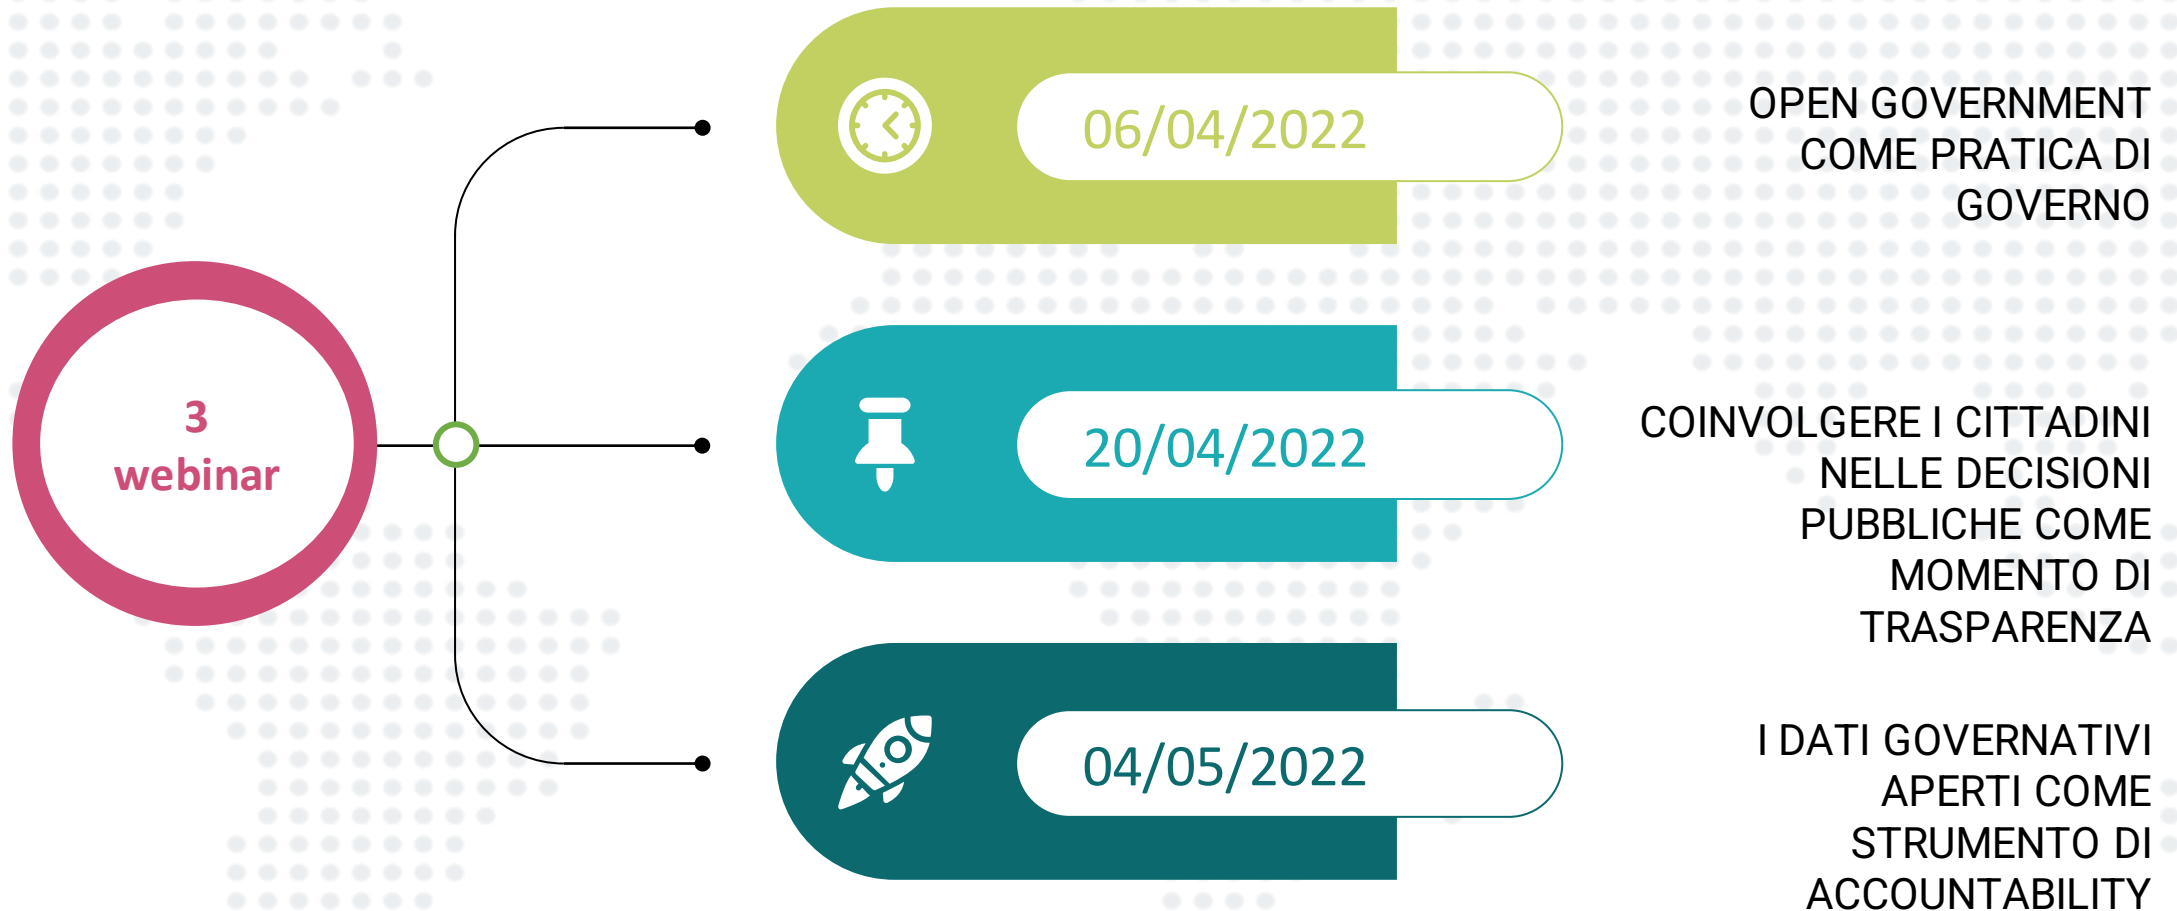 3
webinar
06/04/2022
OPEN GOVERNMENT
COME PRATICA DI
GOVERNO
20/04/2022
COINVOLGERE I CITTADINI
NELLE DECISIONI
PUBBLICHE COME
MOMENTO DI
TRASPARENZA
04/05/2022
I DATI GOVERNATIVI
APERTI COME
STRUMENTO DI
ACCOUNTABILITY